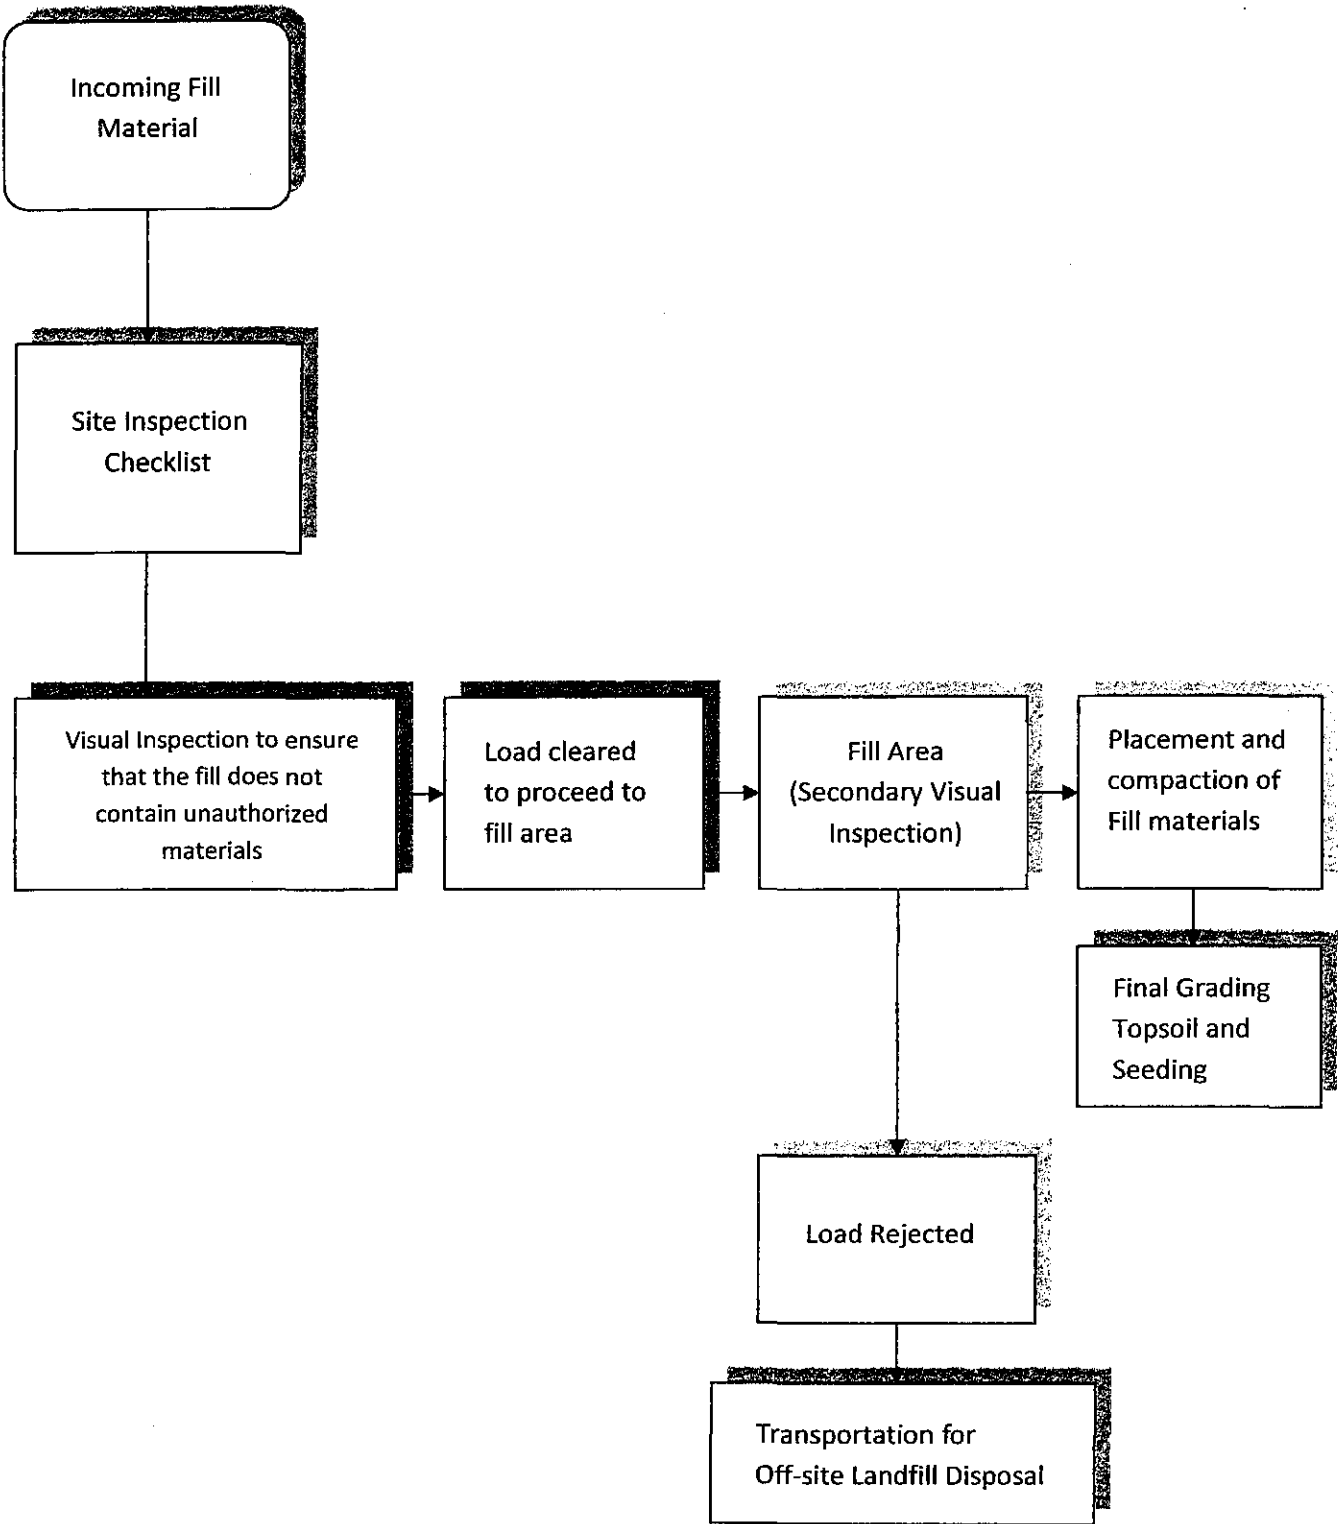 Incoming Fill
Material
Site Inspection
Checklist
Visual Inspection to ensure
that the fill does not
contain unauthorized
materials
Load cleared
to proceed to
fill area
Fill Area
(Secondary Visual
Inspection)
Placement and
compaction of
Fill materials
Final Grading
Topsoil and
Seeding
Load Rejected
Transportation for
Off-site Landfill Disposal